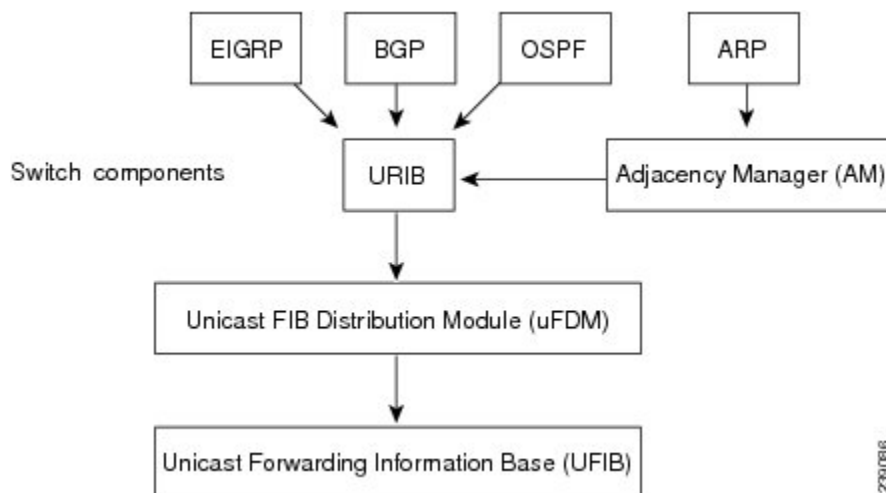 EIGRP
BGP
OSPF
ARP
Switch components
URIB
Adjacency Manager (AM)
Unicast FIB Distribution Module (uFDM)
Unicast Forwarding Information Base (UFIB)